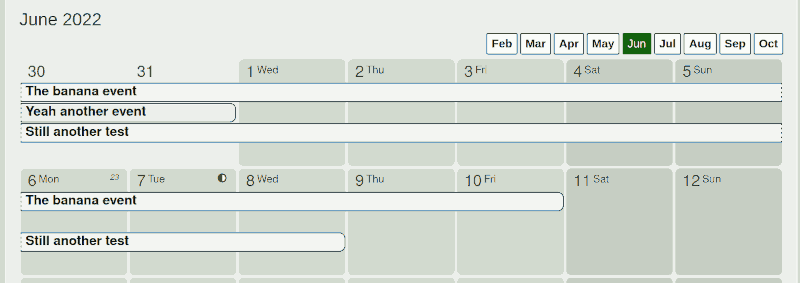 June 2022
Feb Mar Apr May Jun Jul Aug Sep Oct
30 31 1 Wed 2 Thu 3 Fri 4 Sat 5 Sun
The banana event
Yeah another event
Still another test
6 Mon 23 7 Tue 8 Wed 9 Thu 10 Fri 11 Sat 12 Sun
The banana event
Still another test